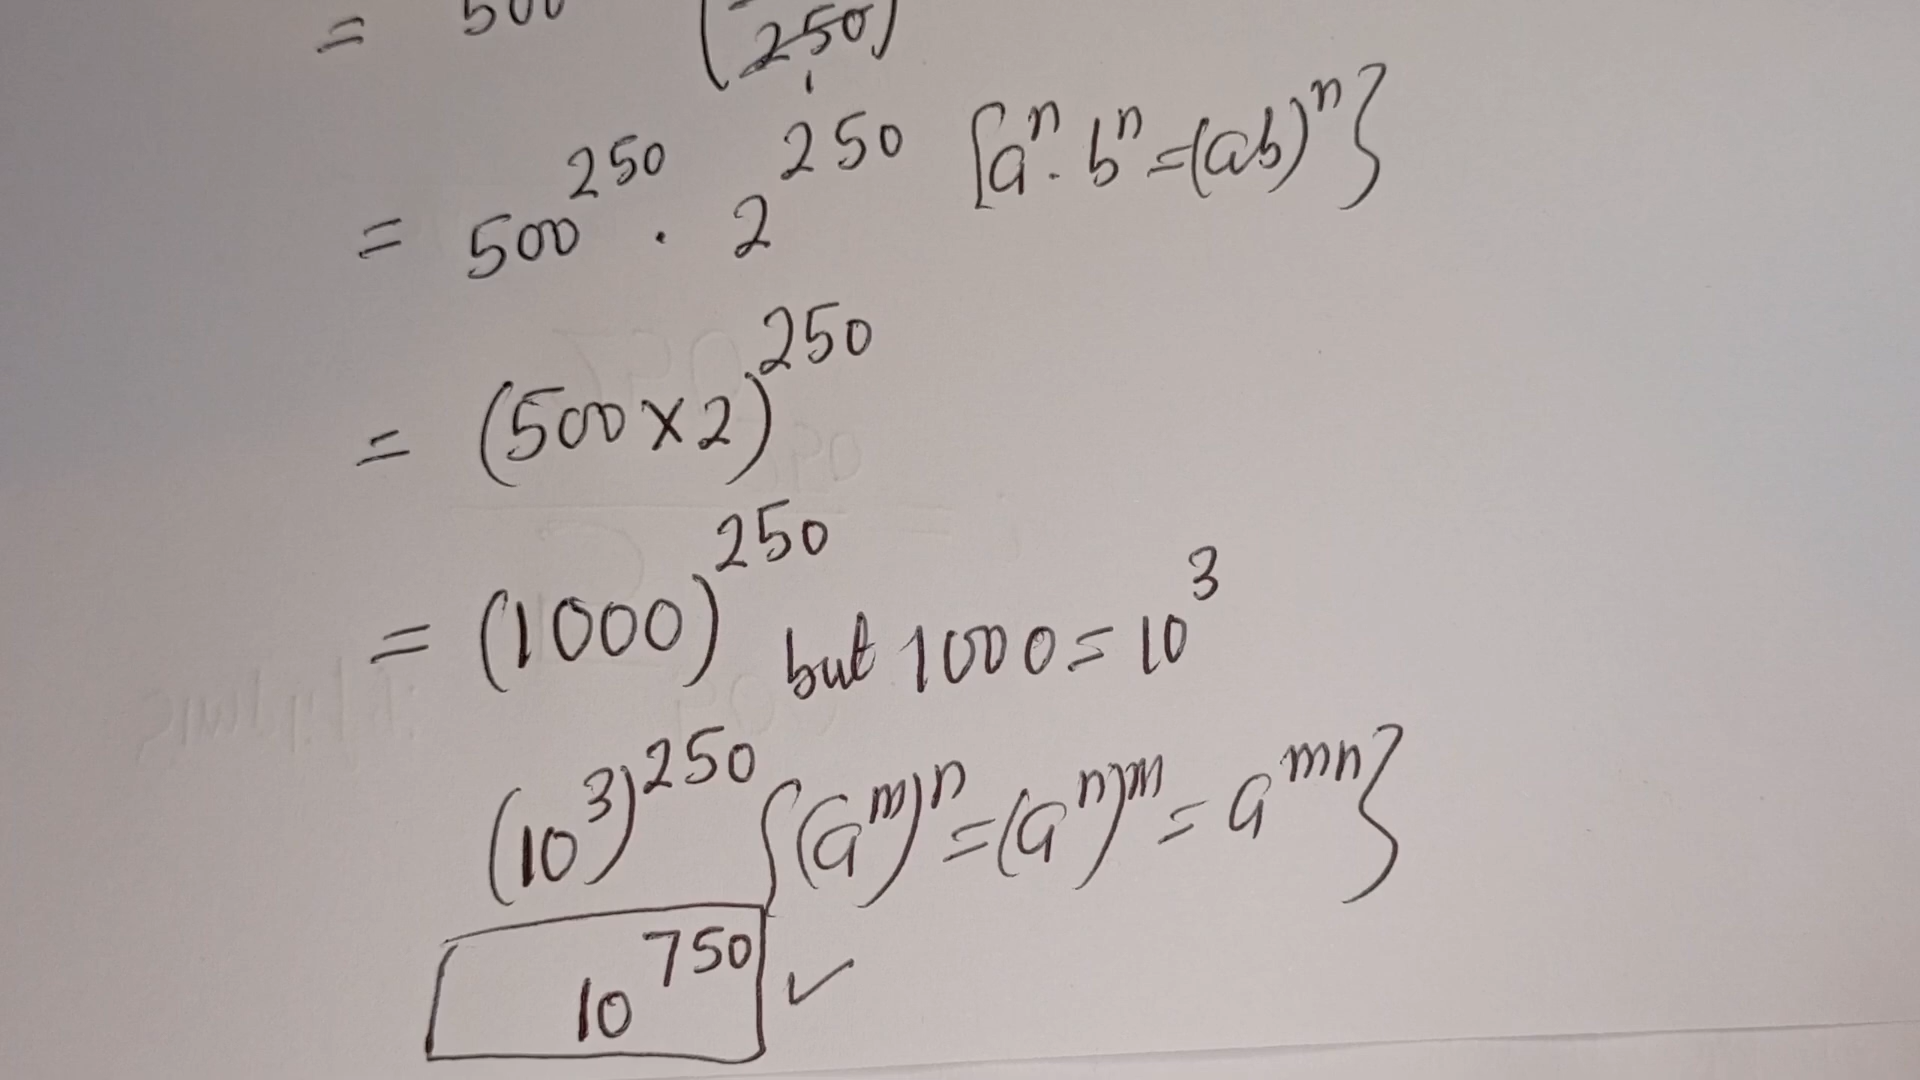 = 500 (250)
= 500^250 · 2^250 {a^n · b^n = (ab)^n}
= (500 × 2)^250
= (1000)^250 but 1000 = 10^3
(10^3)^250 {(a^m)^n = (a^n)^m = a^mn}
10^750 ✓